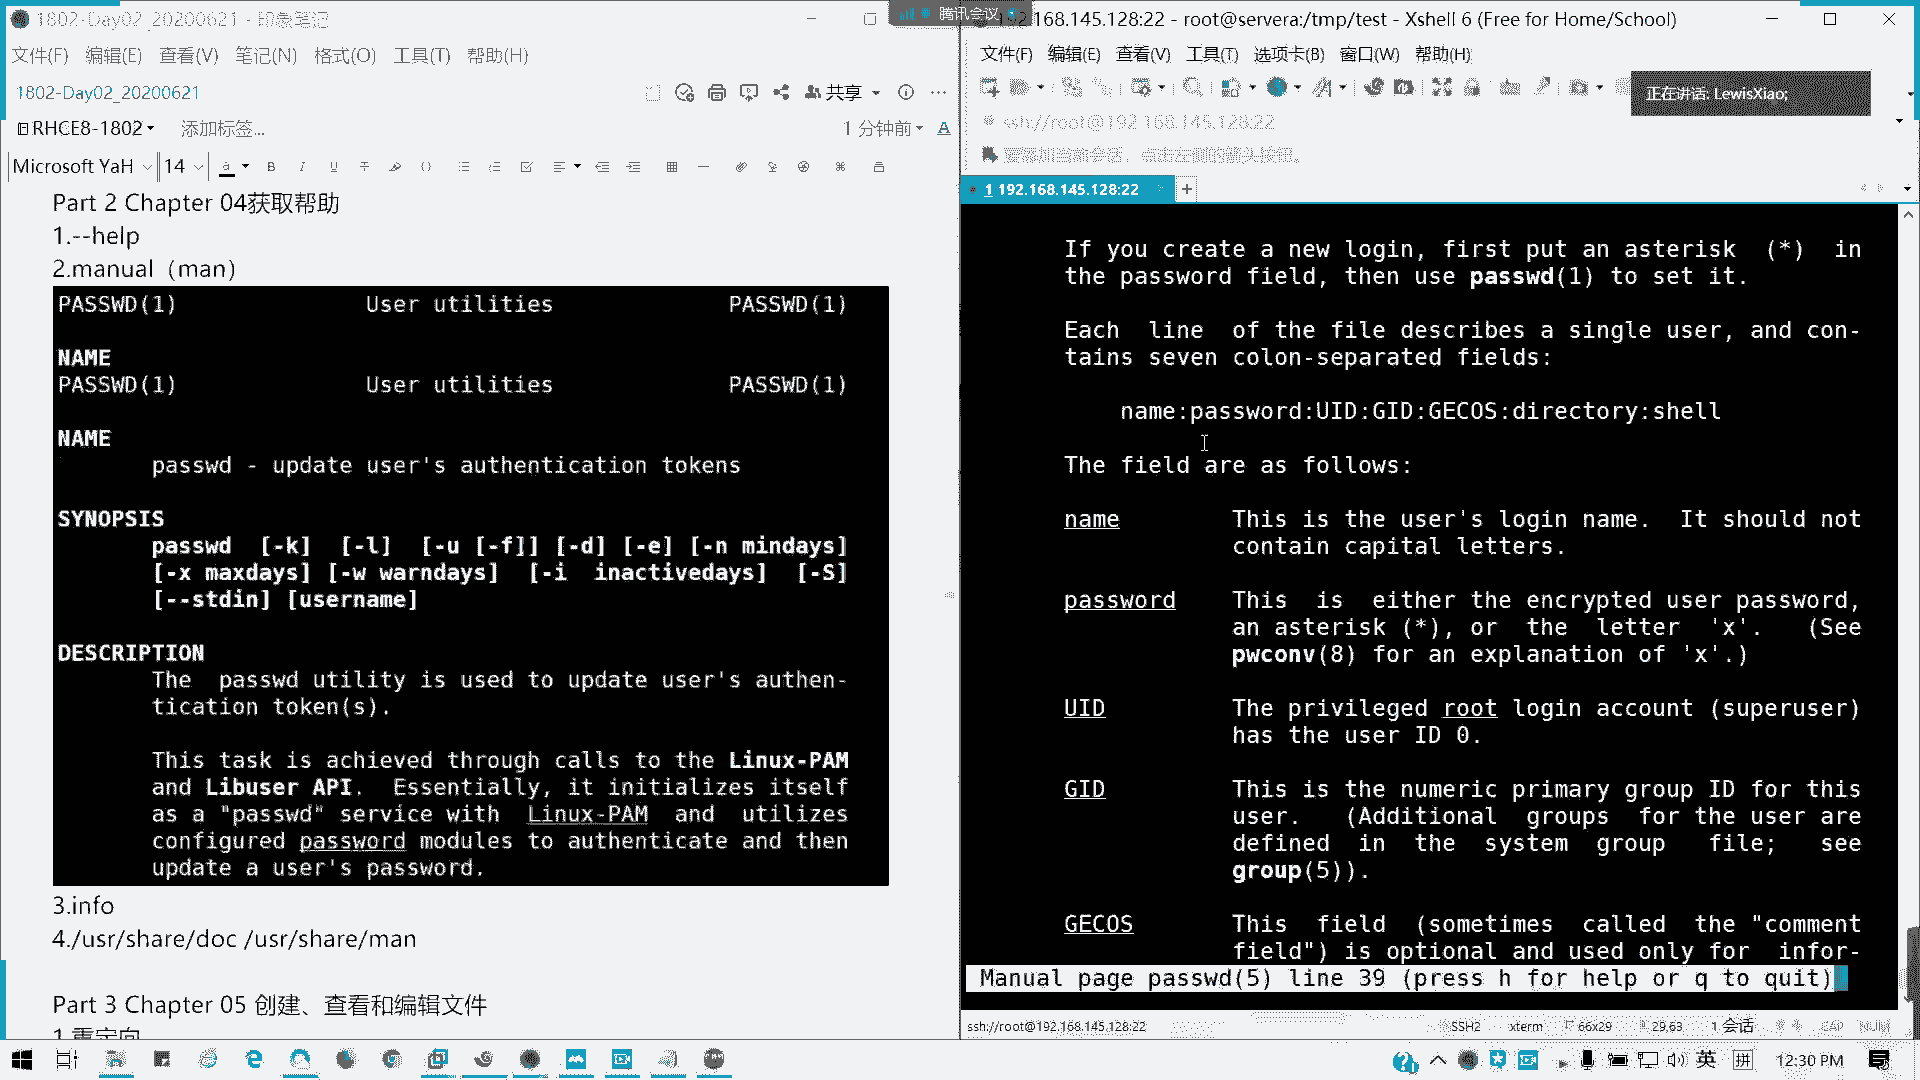 1802-Day02_20200621 - 印象笔记
文件(F) 编辑(E) 查看(V) 笔记(N) 格式(O) 工具(T) 帮助(H)
1802-Day02_20200621
共享
RHCE8-1802
添加标签...
1 分钟前
Microsoft YaH
14
Part 2 Chapter 04获取帮助
1.--help
2.manual（man）
PASSWD(1) User utilities PASSWD(1)
NAME
PASSWD(1) User utilities PASSWD(1)
NAME
passwd - update user's authentication tokens
SYNOPSIS
passwd [-k] [-l] [-u [-f]] [-d] [-e] [-n mindays]
[-x maxdays] [-w warndays] [-i inactivedays] [-S]
[--stdin] [username]
DESCRIPTION
The passwd utility is used to update user's authen-
tication token(s).
This task is achieved through calls to the Linux-PAM
and Libuser API. Essentially, it initializes itself
as a "passwd" service with Linux-PAM and utilizes
configured password modules to authenticate and then
update a user's password.
3.info
4./usr/share/doc /usr/share/man
Part 3 Chapter 05 创建、查看和编辑文件
1.重定向
腾讯会议
168.145.128:22 - root@servera:/tmp/test - Xshell 6 (Free for Home/School)
文件(F) 编辑(E) 查看(V) 工具(T) 选项卡(B) 窗口(W) 帮助(H)
正在讲话: LewisXiao;
ssh://root@192.168.145.128:22
要添加当前会话，点击左侧的箭头按钮。
1 192.168.145.128:22
If you create a new login, first put an asterisk (*) in
the password field, then use passwd(1) to set it.
Each line of the file describes a single user, and con-
tains seven colon-separated fields:
name:password:UID:GID:GECOS:directory:shell
The field are as follows:
name This is the user's login name. It should not
contain capital letters.
password This is either the encrypted user password,
an asterisk (*), or the letter 'x'. (See
pwconv(8) for an explanation of 'x'.)
UID The privileged root login account (superuser)
has the user ID 0.
GID This is the numeric primary group ID for this
user. (Additional groups for the user are
defined in the system group file; see
group(5)).
GECOS This field (sometimes called the "comment
field") is optional and used only for infor-
Manual page passwd(5) line 39 (press h for help or q to quit)
ssh://root@192.168.145.128:22
SSH2 xterm 66x29 29,63 1 会话 CAP NUM
英 拼 12:30 PM